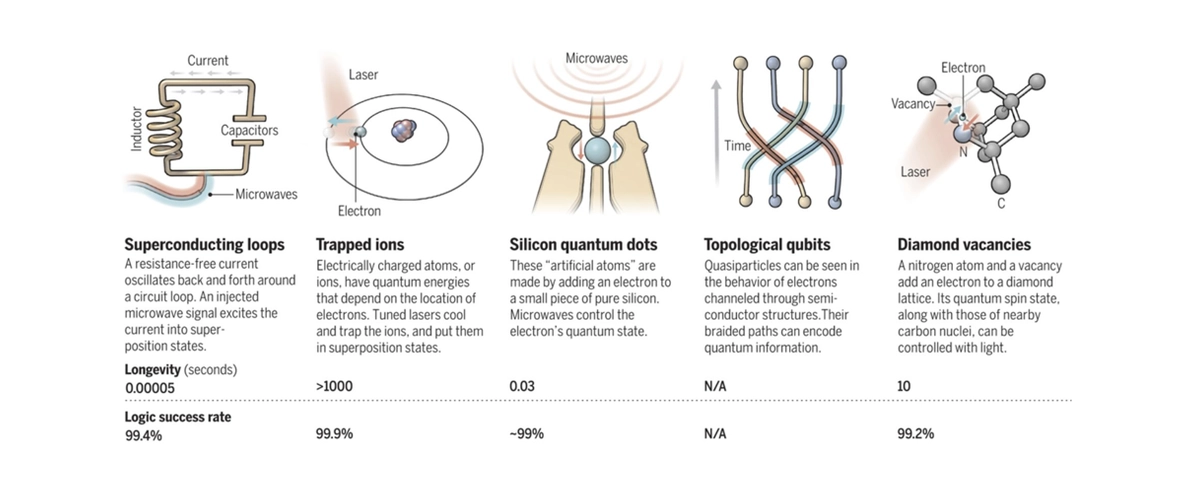 Current
Inductor
Capacitors
Microwaves
Laser
Electron
Microwaves
Time
Electron
Vacancy
N
Laser
C
Superconducting loops
A resistance-free current
oscillates back and forth around
a circuit loop. An injected
microwave signal excites the
current into super-
position states.
Trapped ions
Electrically charged atoms, or
ions, have quantum energies
that depend on the location of
electrons. Tuned lasers cool
and trap the ions, and put them
in superposition states.
Silicon quantum dots
These “artificial atoms” are
made by adding an electron to
a small piece of pure silicon.
Microwaves control the
electron’s quantum state.
Topological qubits
Quasiparticles can be seen in
the behavior of electrons
channeled through semi-
conductor structures.Their
braided paths can encode
quantum information.
Diamond vacancies
A nitrogen atom and a vacancy
add an electron to a diamond
lattice. Its quantum spin state,
along with those of nearby
carbon nuclei, can be
controlled with light.
Longevity (seconds)
0.00005
>1000
0.03
N/A
10
Logic success rate
99.4%
99.9%
~99%
N/A
99.2%